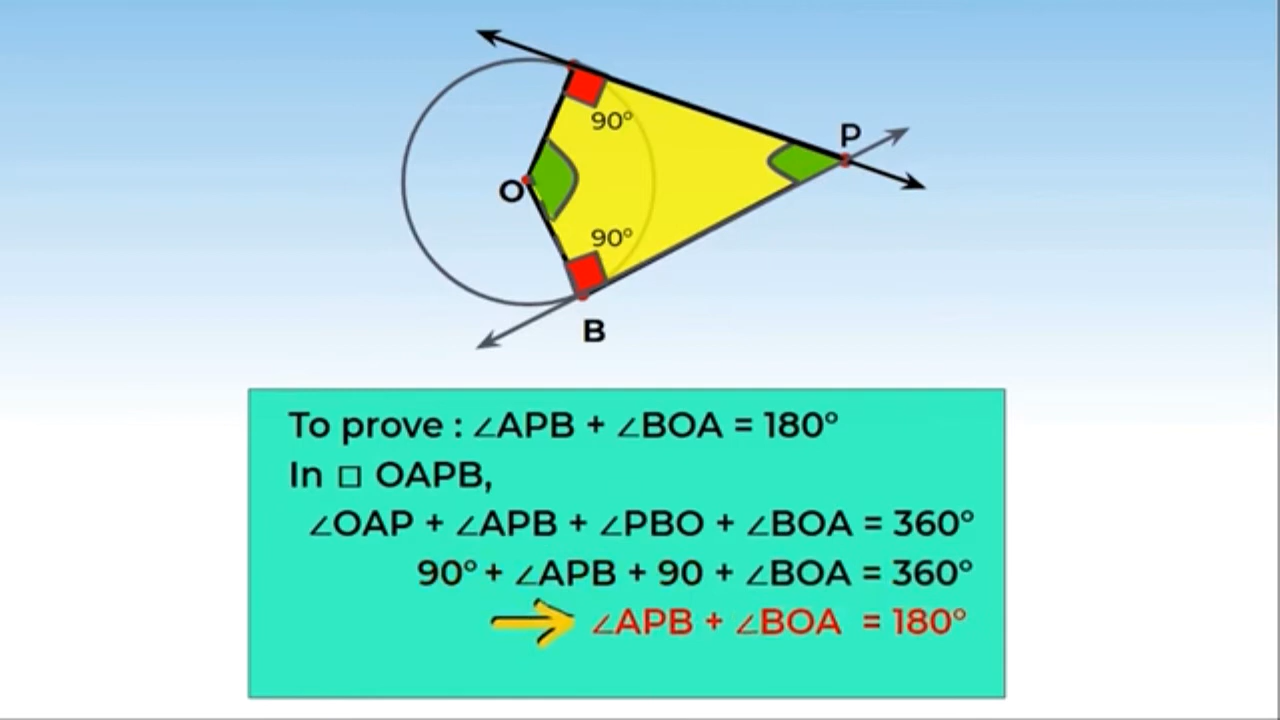 90°
P
O
90°
B
To prove : ∠APB + ∠BOA = 180°
In □ OAPB,
∠OAP + ∠APB + ∠PBO + ∠BOA = 360°
90° + ∠APB + 90 + ∠BOA = 360°
∠APB + ∠BOA = 180°